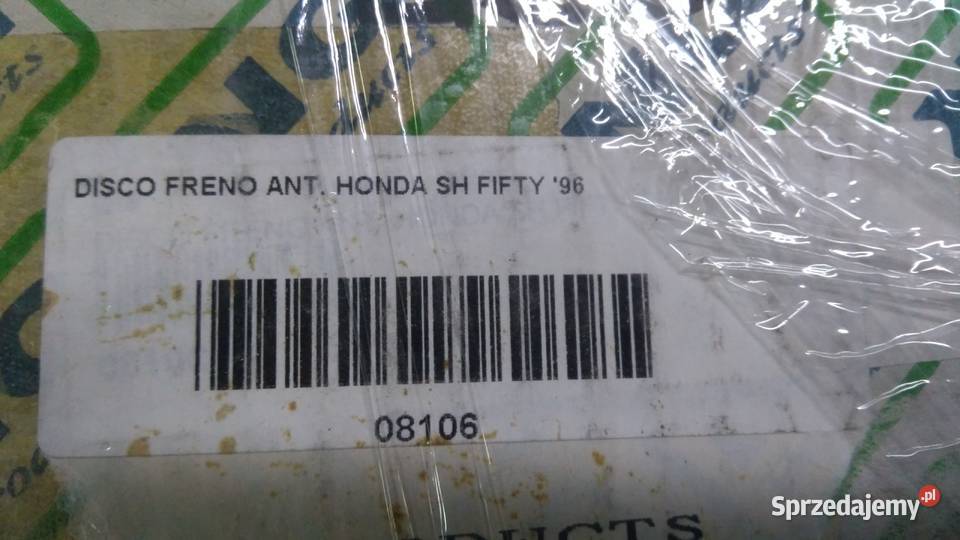 DISCO FRENO ANT. HONDA SH FIFTY '96
08106
Sprzedajemy.pl